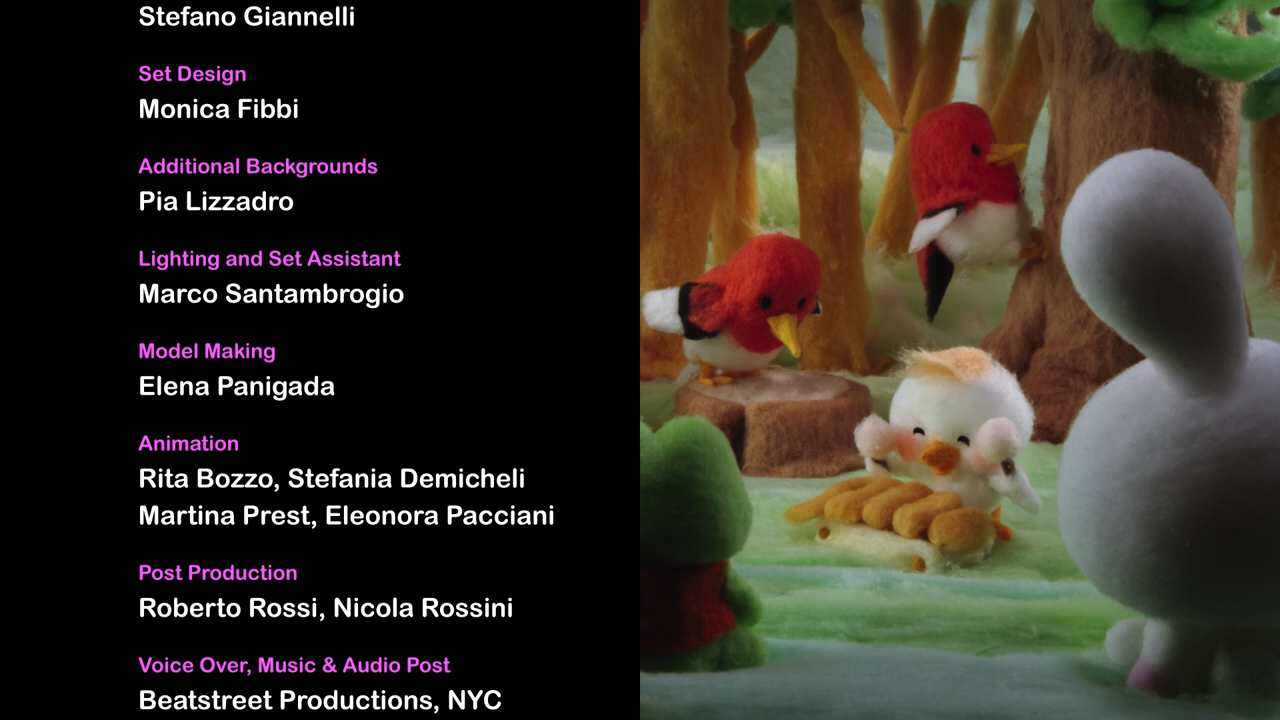 Stefano Giannelli
Set Design
Monica Fibbi
Additional Backgrounds
Pia Lizzadro
Lighting and Set Assistant
Marco Santambrogio
Model Making
Elena Panigada
Animation
Rita Bozzo, Stefania Demicheli
Martina Prest, Eleonora Pacciani
Post Production
Roberto Rossi, Nicola Rossini
Voice Over, Music & Audio Post
Beatstreet Productions, NYC